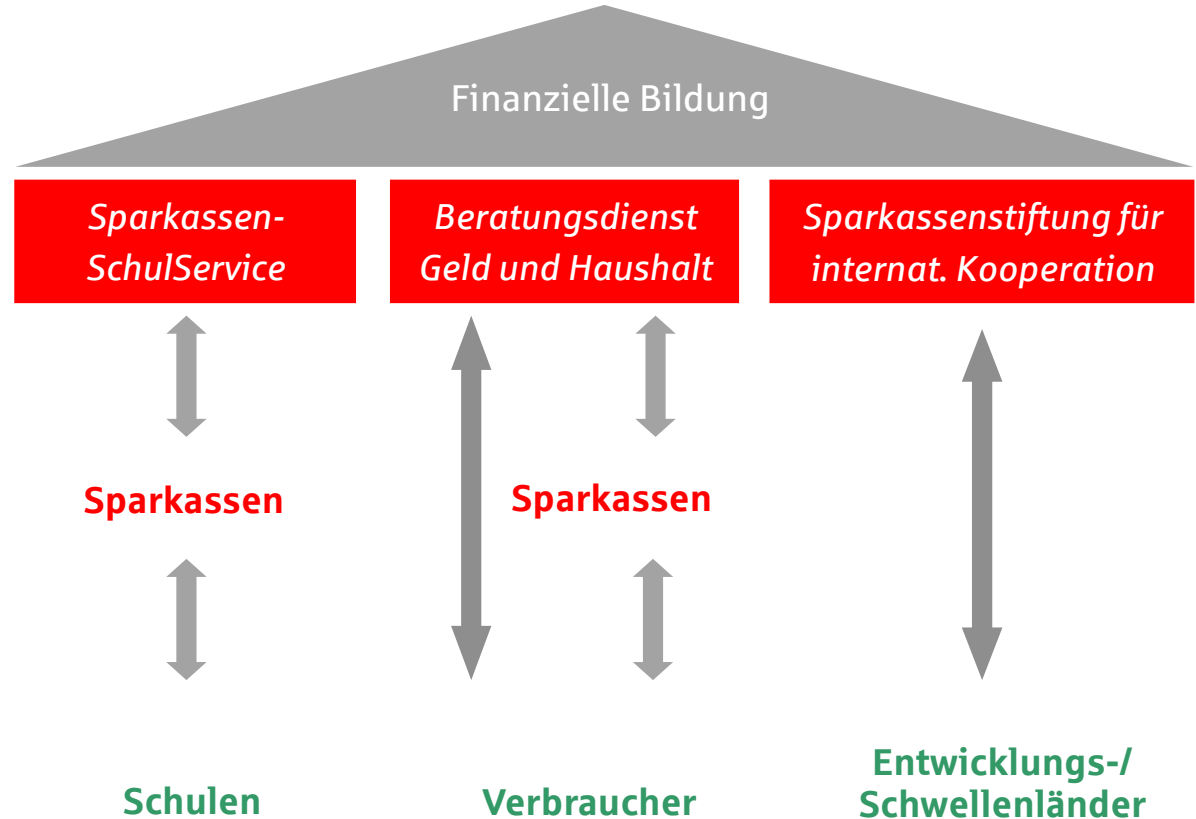 Finanzielle Bildung
Sparkassen-
SchulService
Beratungsdienst
Geld und Haushalt
Sparkassenstiftung für
internat. Kooperation
Sparkassen
Sparkassen
Schulen
Verbraucher
Entwicklungs-/
Schwellenländer